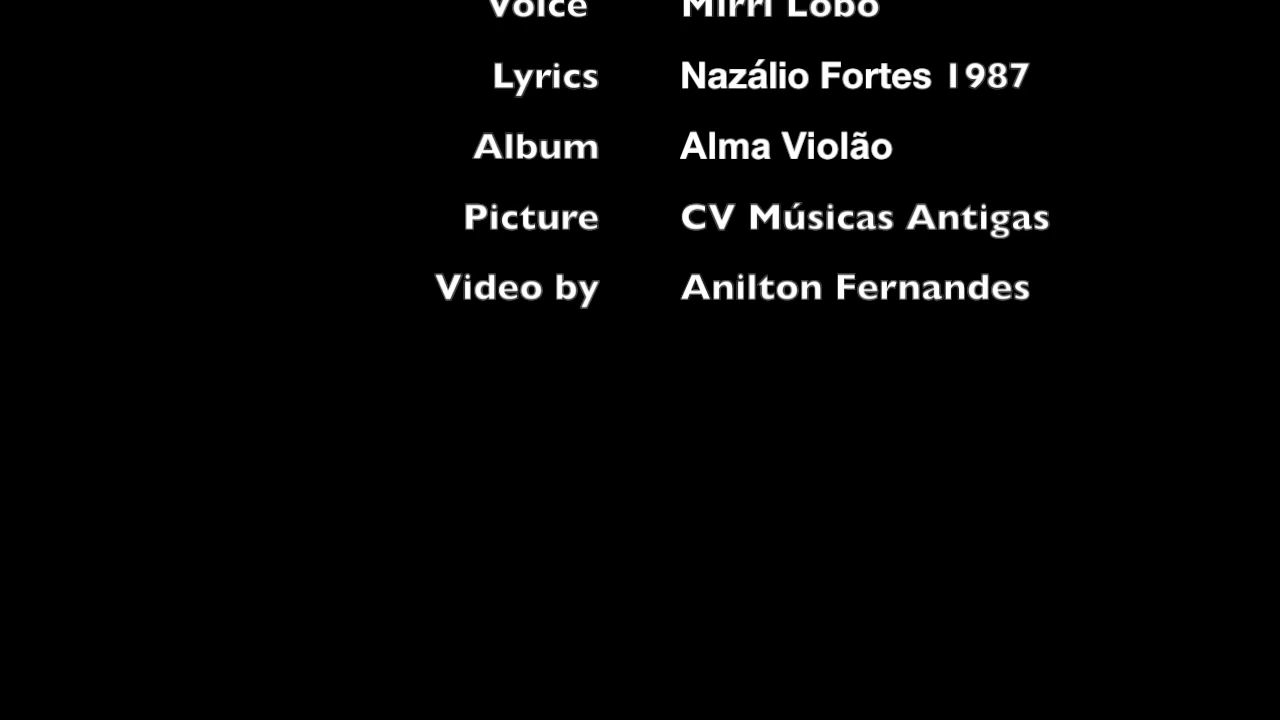 Voice Mirri Lobo
Lyrics Nazálio Fortes 1987
Album Alma Violão
Picture CV Músicas Antigas
Video by Anilton Fernandes